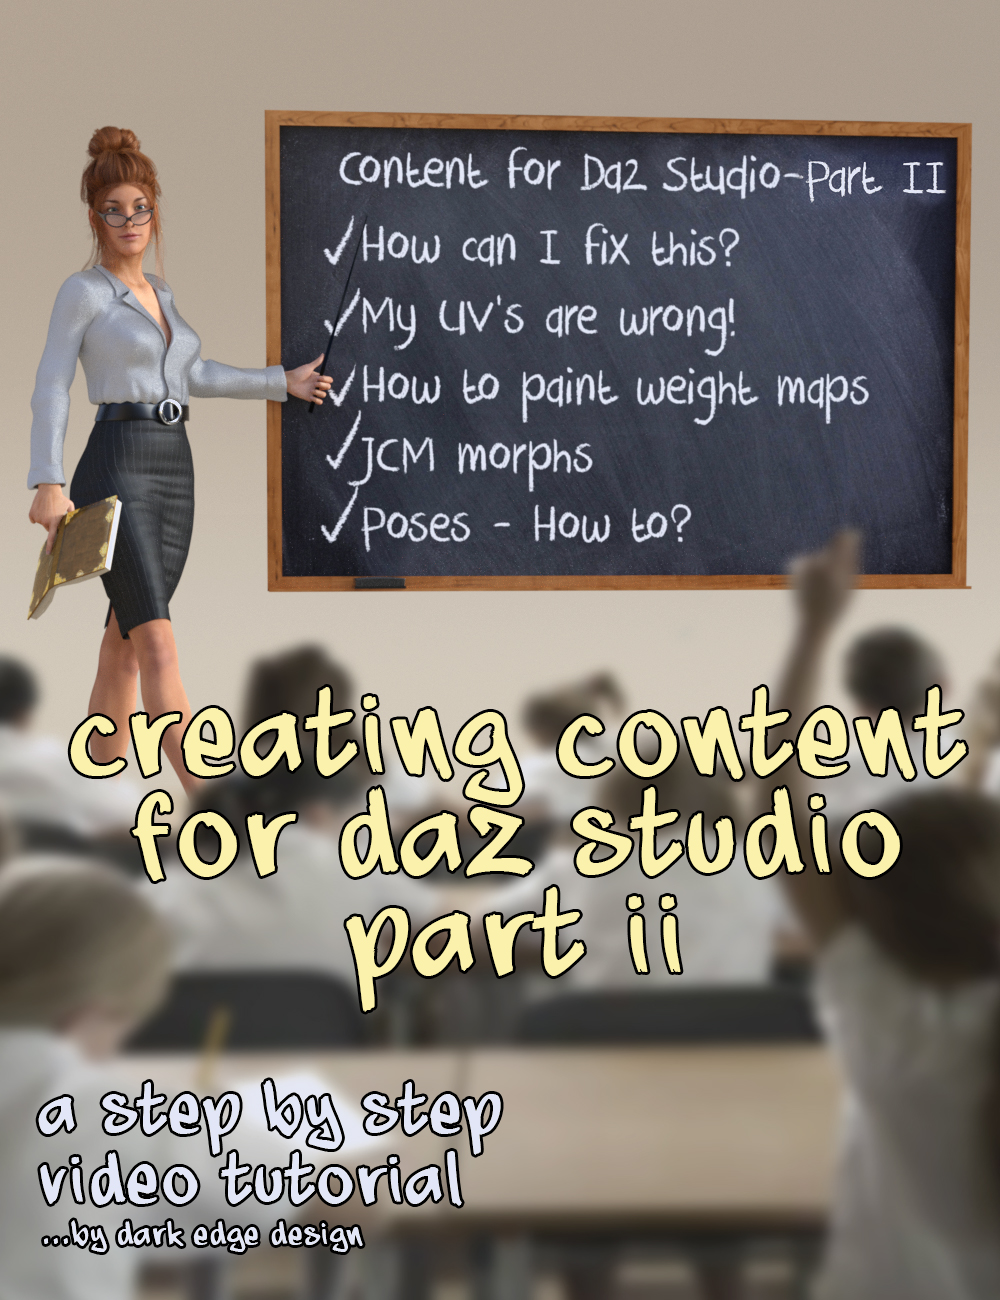 Content for Daz Studio-Part II
✓How can I fix this?
✓My UV's are wrong!
✓How to paint weight maps
✓JCM morphs
✓Poses - How to?
creating content
for daz studio
part ii
a step by step
video tutorial
...by dark edge design